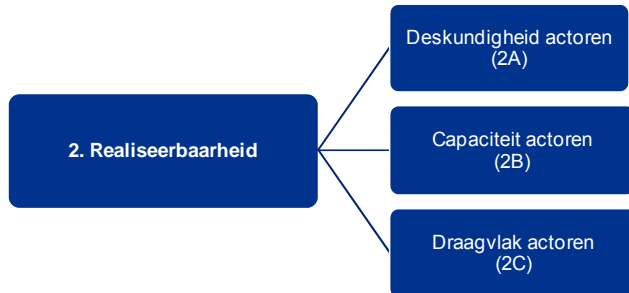 2. Realiseerbaarheid
Deskundigheid actoren
(2A)
Capaciteit actoren
(2B)
Draagvlak actoren
(2C)